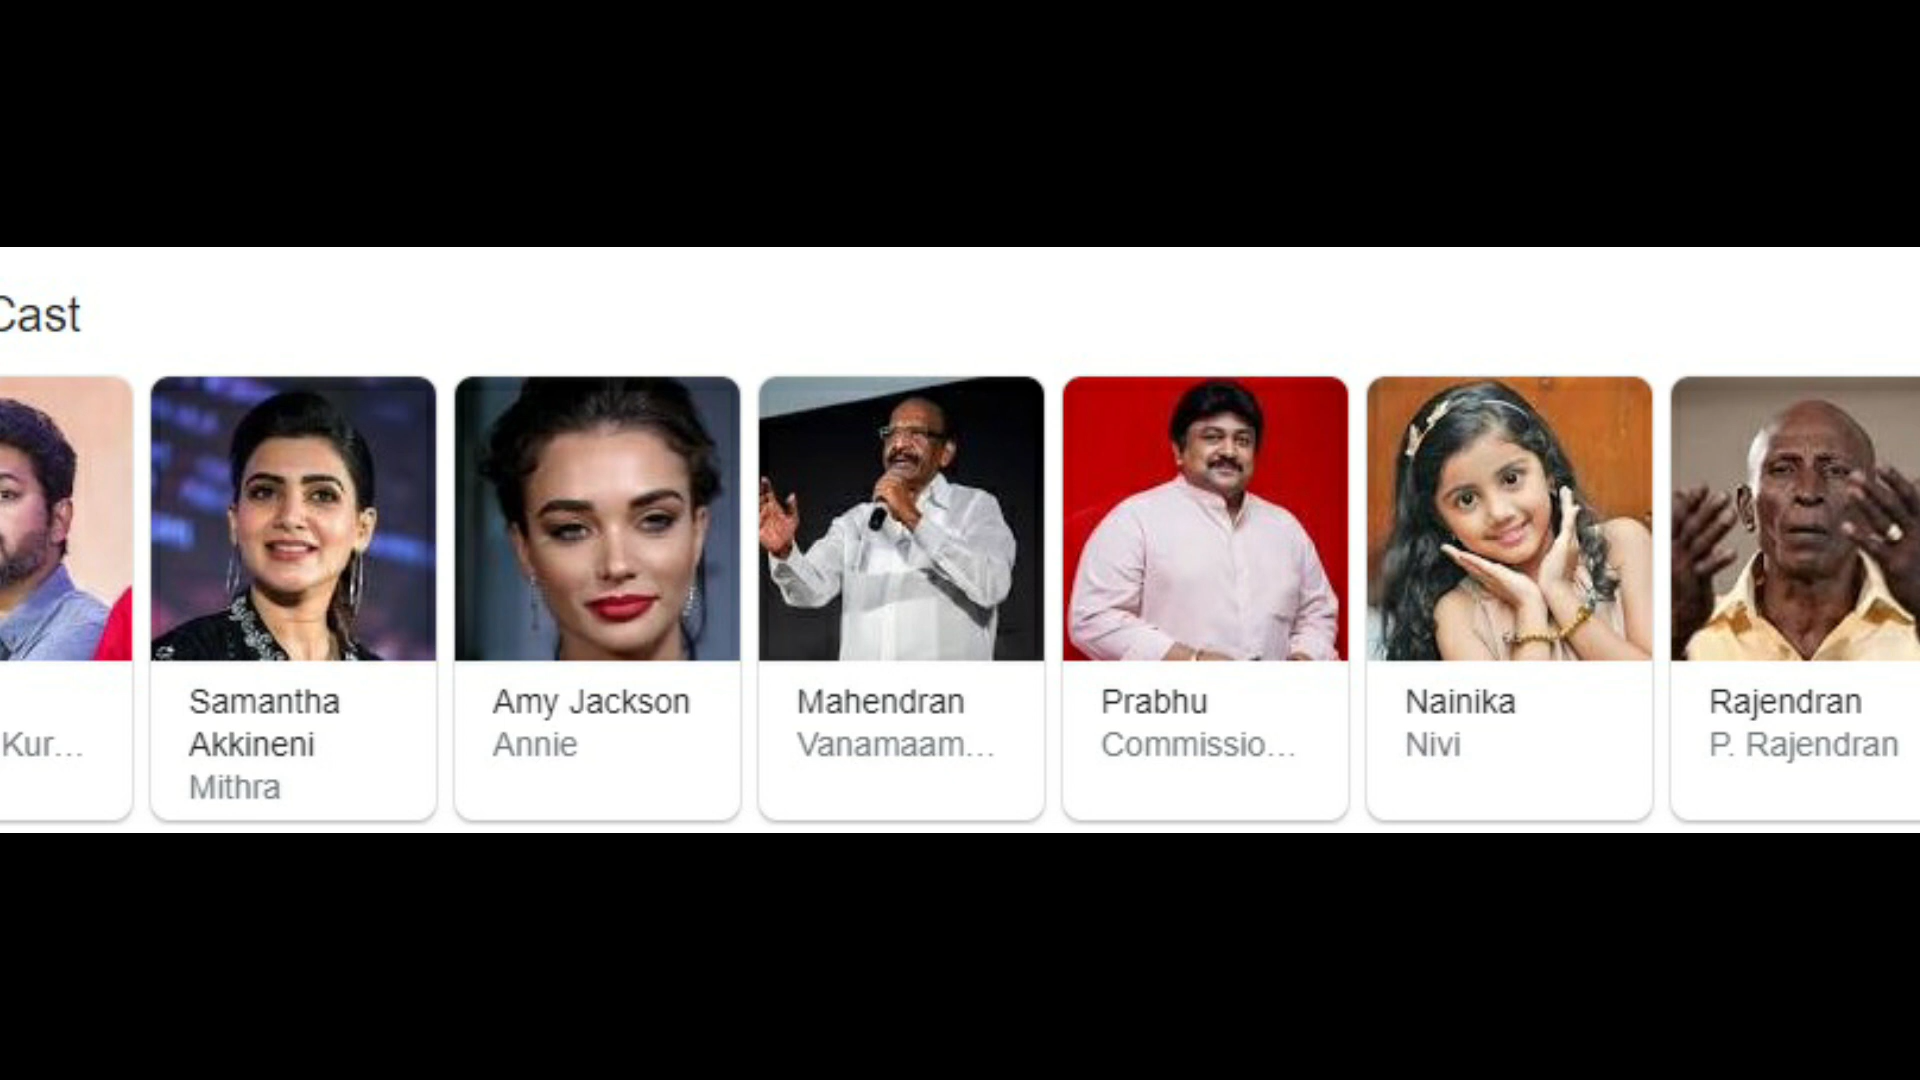 Cast
Kur...
Samantha
Akkineni
Mithra
Amy Jackson
Annie
Mahendran
Vanamaam...
Prabhu
Commissio...
Nainika
Nivi
Rajendran
P. Rajendran